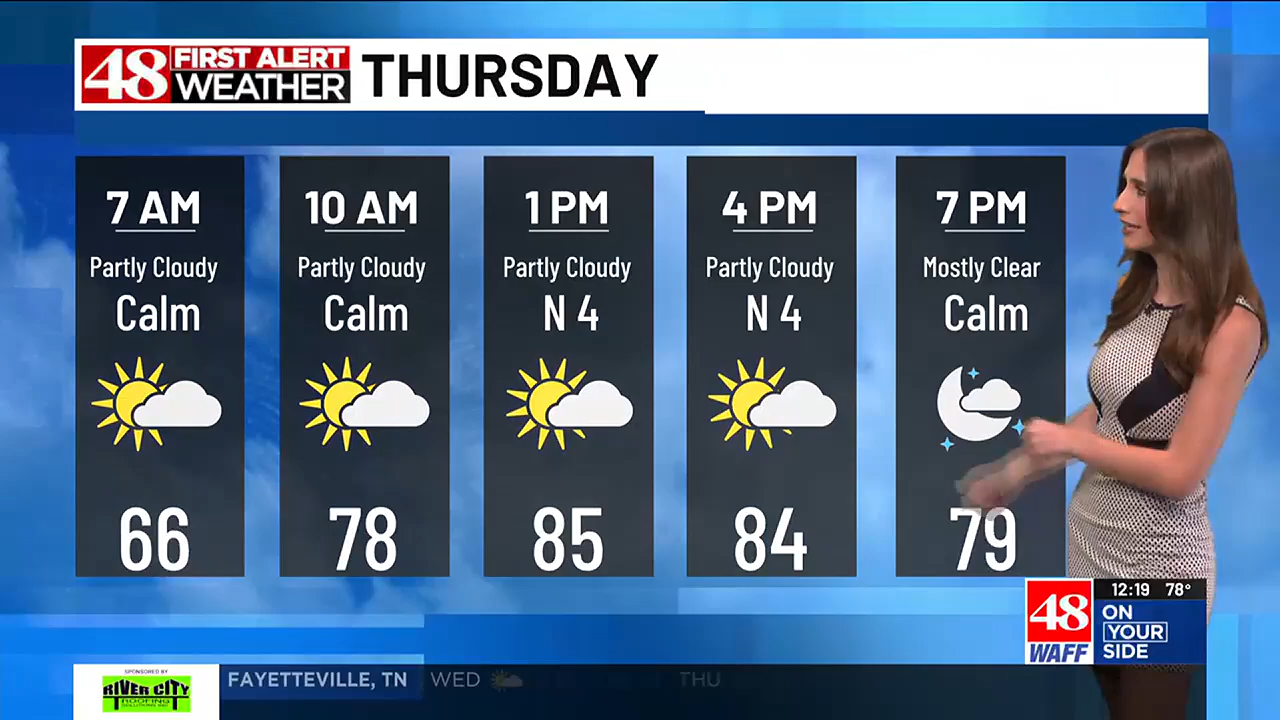 48 FIRST ALERT WEATHER THURSDAY
7 AM
Partly Cloudy
Calm
66
10 AM
Partly Cloudy
Calm
78
1 PM
Partly Cloudy
N 4
85
4 PM
Partly Cloudy
N 4
84
7 PM
Mostly Clear
Calm
79
48
WAFF
12:19 78°
ON
YOUR
SIDE
SPONSORED BY
RIVER CITY
ROOFING
FAYETTEVILLE, TN WED THU